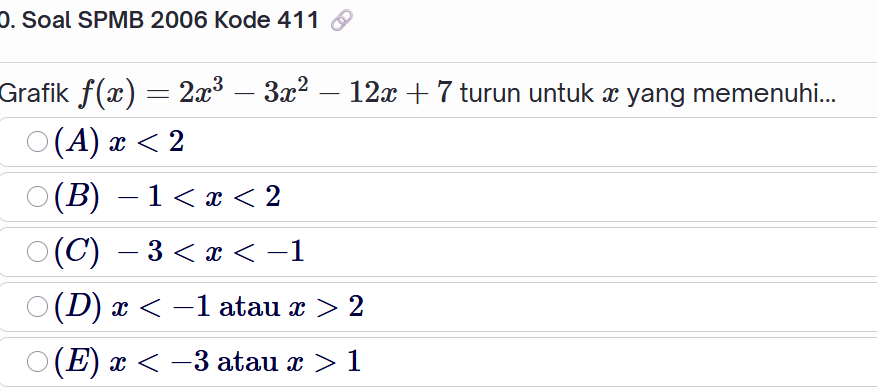 0. Soal SPMB 2006 Kode 411
Grafik f(x) = 2x³ − 3x² − 12x + 7 turun untuk x yang memenuhi...
(A) x < 2
(B) − 1 < x < 2
(C) − 3 < x < −1
(D) x < −1 atau x > 2
(E) x < −3 atau x > 1